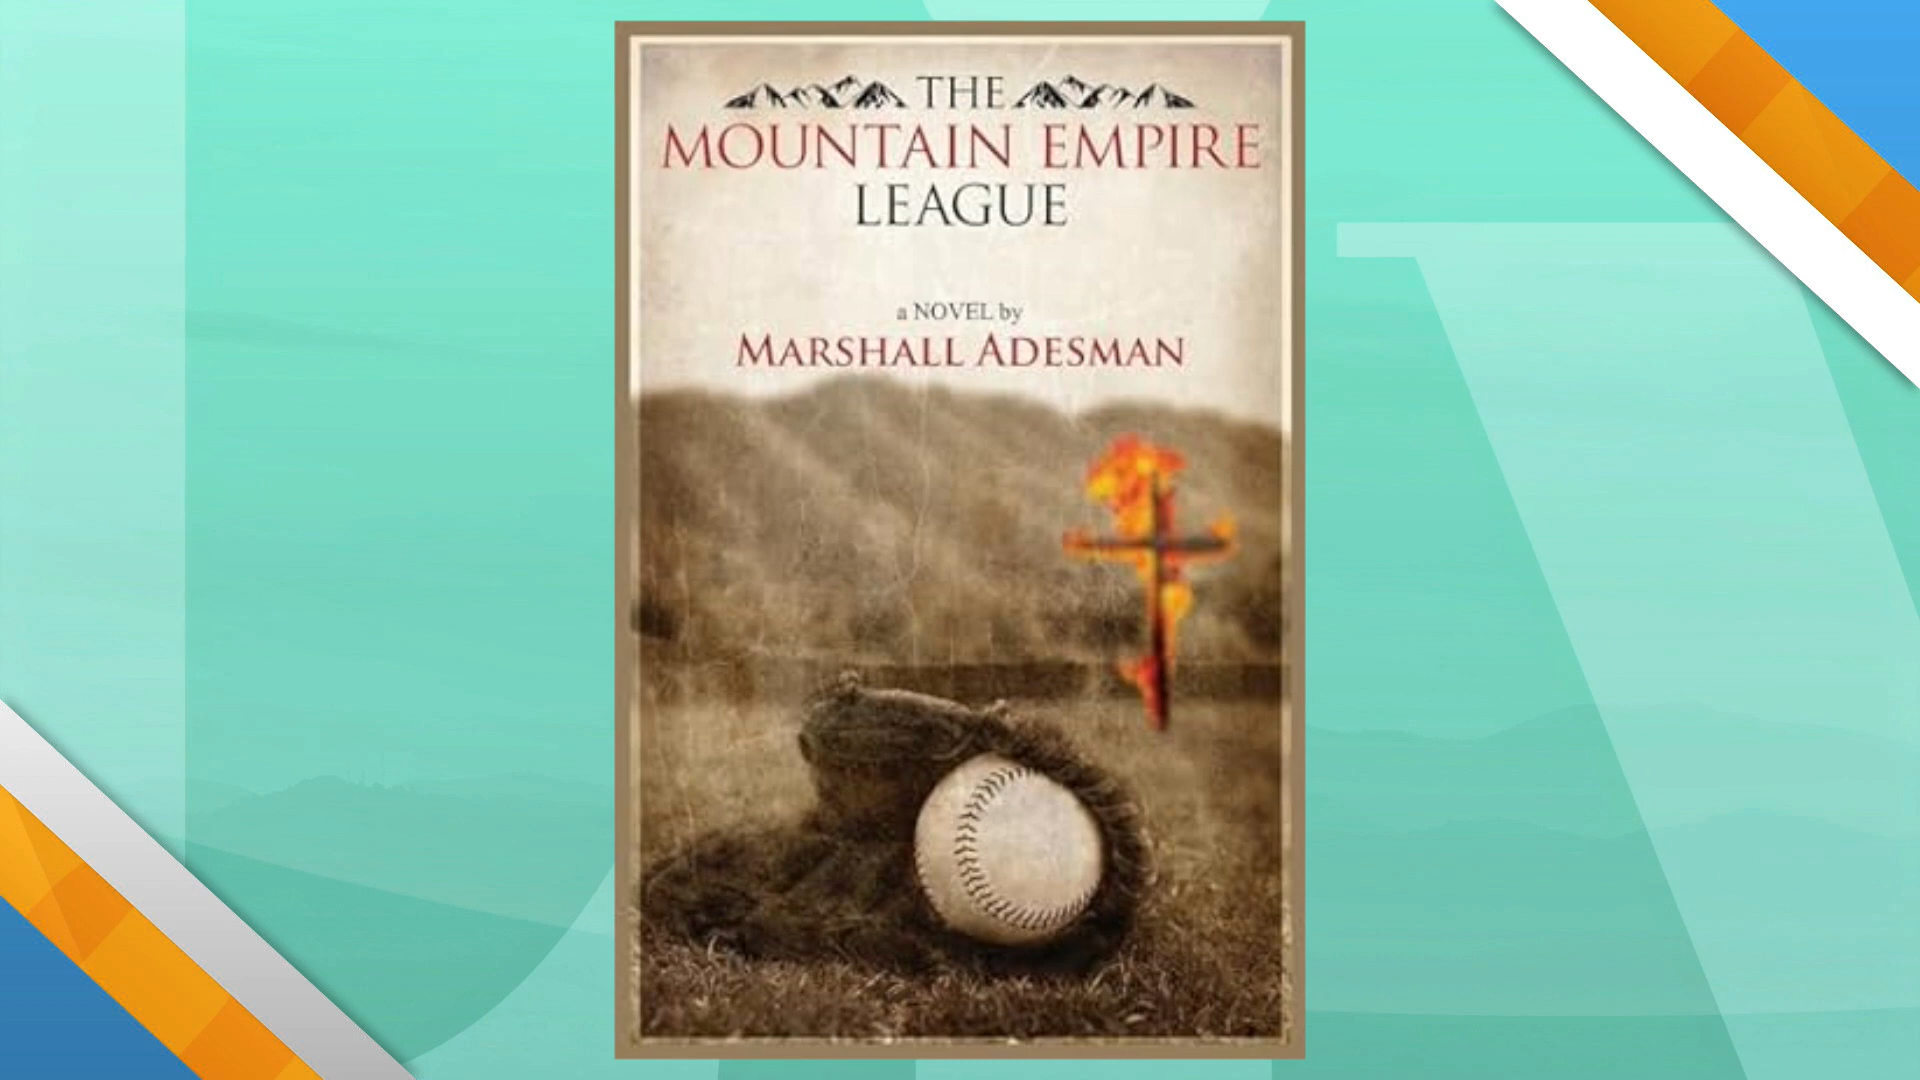 THE
MOUNTAIN EMPIRE
LEAGUE
a NOVEL by
MARSHALL ADESMAN